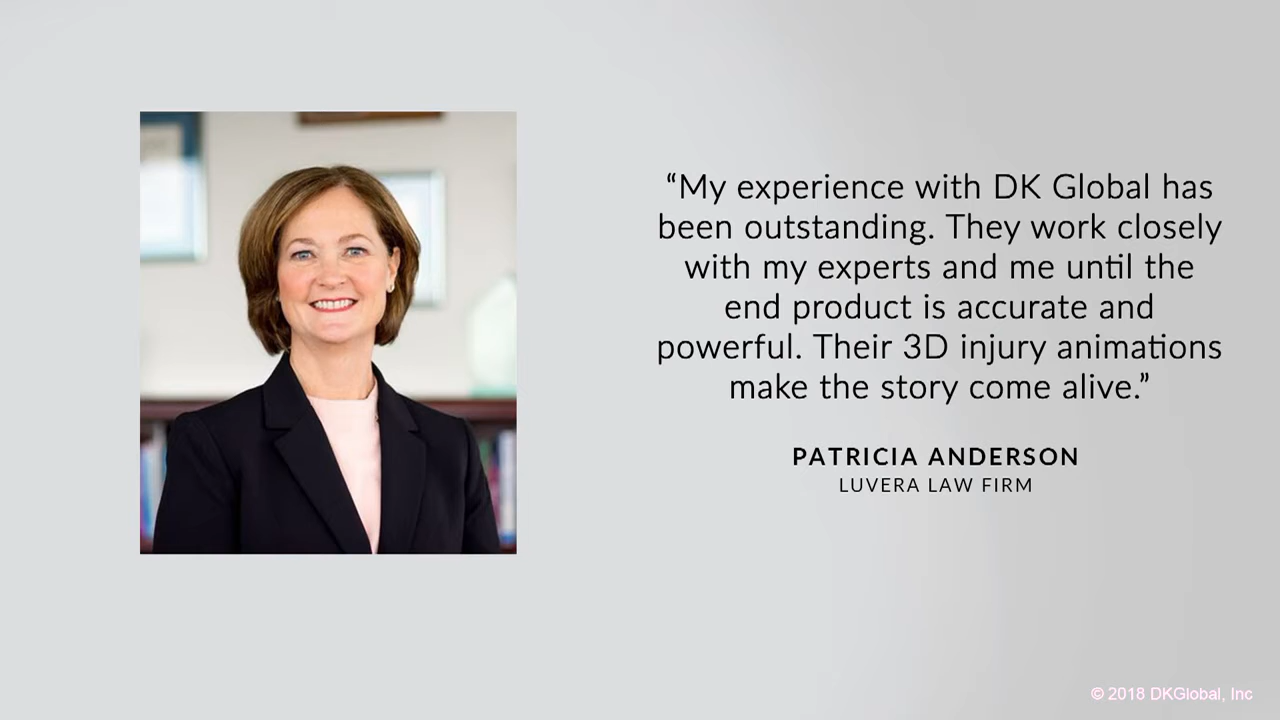 “My experience with DK Global has
been outstanding. They work closely
with my experts and me until the
end product is accurate and
powerful. Their 3D injury animations
make the story come alive.”
PATRICIA ANDERSON
LUVERA LAW FIRM
© 2018 DKGlobal, Inc